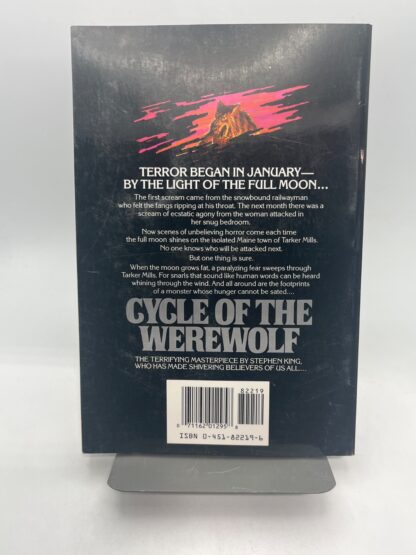 TERROR BEGAN IN JANUARY—
BY THE LIGHT OF THE FULL MOON...
The first scream came from the snowbound railwayman
who felt the fangs ripping at his throat. The next month there was a
scream of ecstatic agony from the woman attacked in
her snug bedroom.
Now scenes of unbelieving horror come each time
the full moon shines on the isolated Maine town of Tarker Mills.
No one knows who will be attacked next.
But one thing is sure.
When the moon grows fat, a paralyzing fear sweeps through
Tarker Mills. For snarls that sound like human words can be heard
whining through the wind. And all around are the footprints
of a monster whose hunger cannot be sated....
CYCLE OF THE
WEREWOLF
THE TERRIFYING MASTERPIECE BY STEPHEN KING,
WHO HAS MADE SHIVERING BELIEVERS OF US ALL....
82219
0 71162 01295 8
ISBN 0-451-82219-6